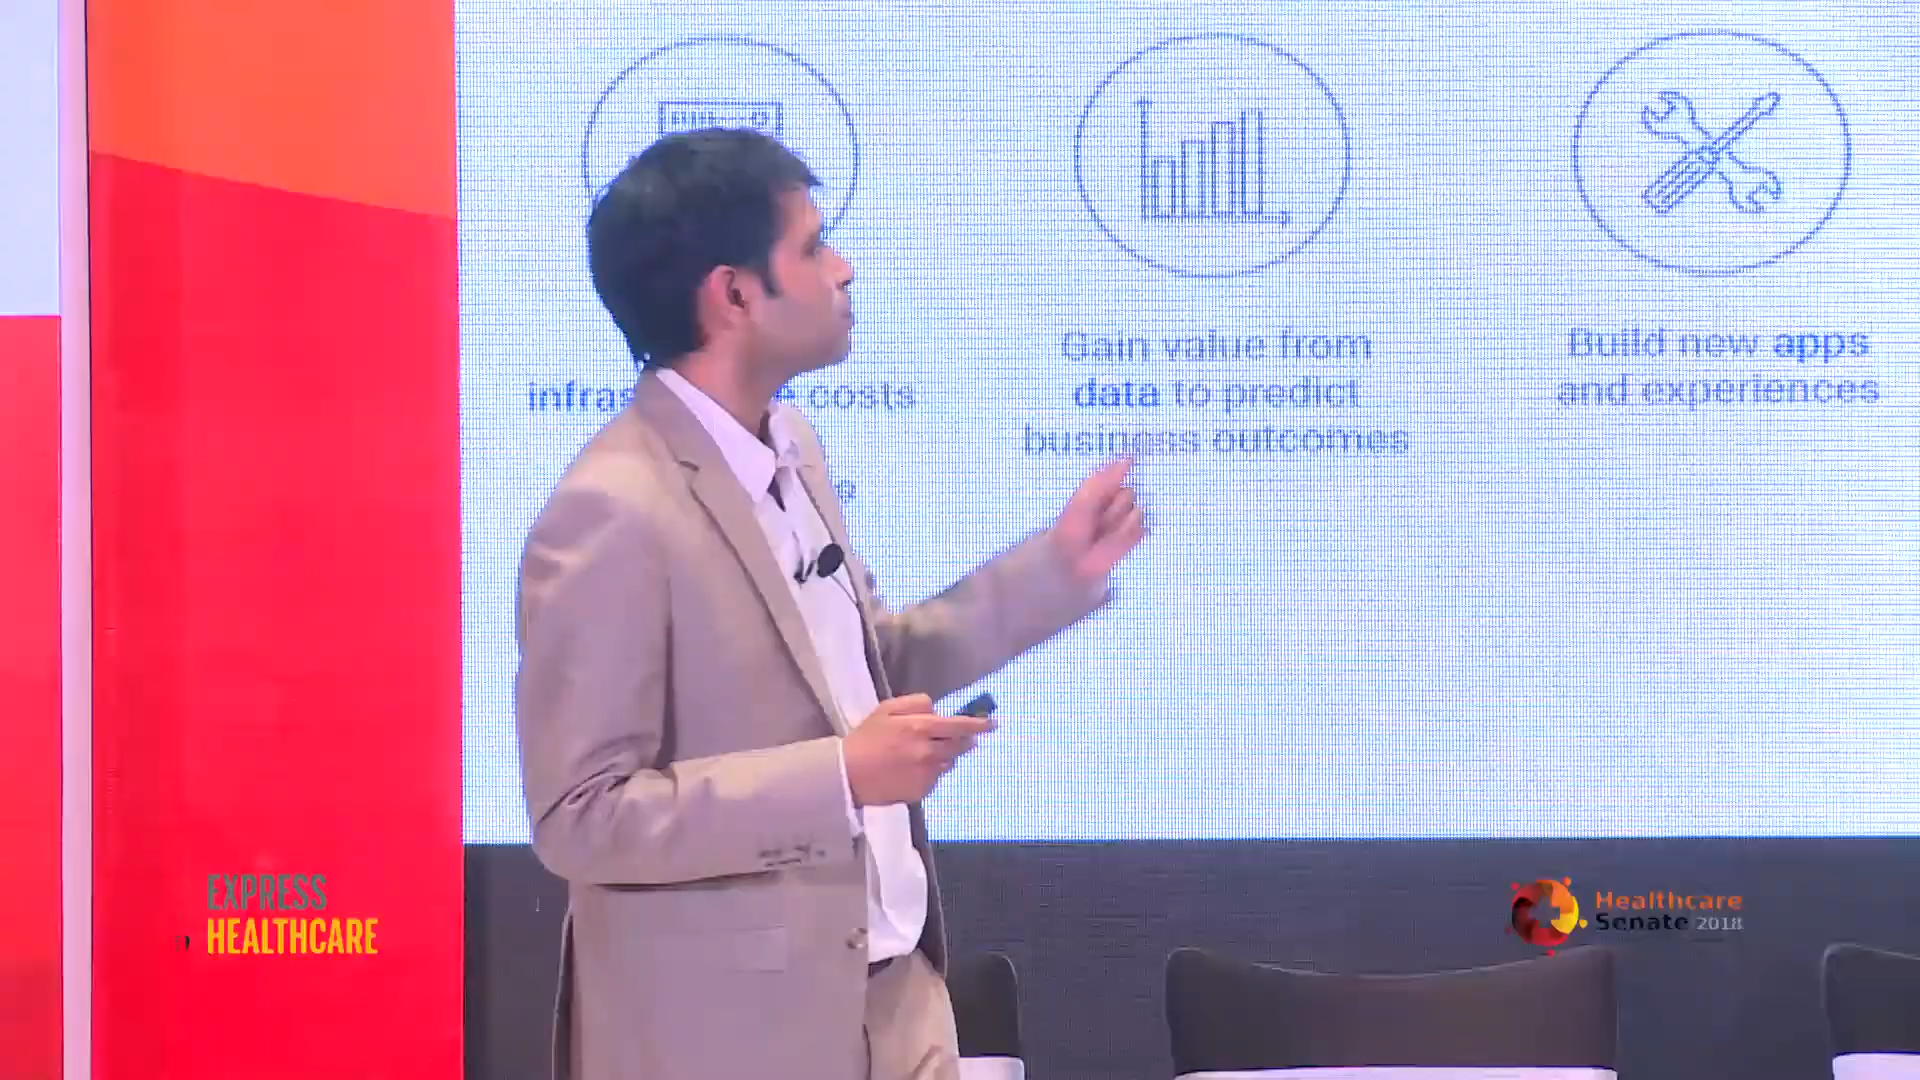 costs
Gain value from
data to predict
business outcomes
Build new apps
and experiences
EXPRESS
HEALTHCARE
Healthcare
Senate 2018